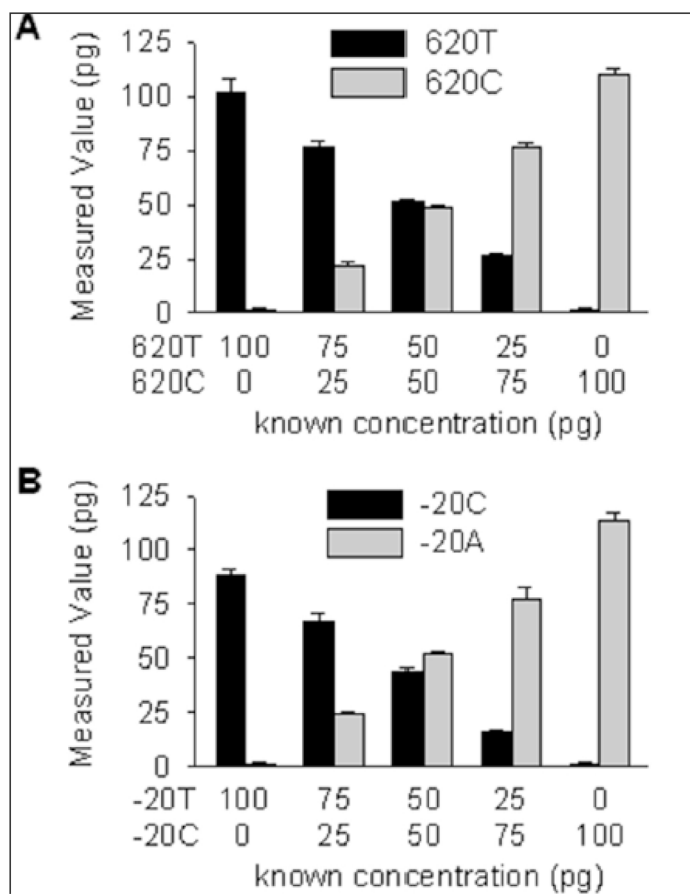 A
620T
620C
Measured Value (pg)
125
100
75
50
25
0
620T 100 75 50 25 0
620C 0 25 50 75 100
known concentration (pg)
B
-20C
-20A
Measured Value (pg)
125
100
75
50
25
0
-20T 100 75 50 25 0
-20C 0 25 50 75 100
known concentration (pg)